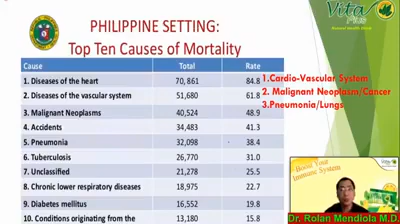 Vita Plus
PHILIPPINE SETTING:
Top Ten Causes of Mortality
Cause Total Rate
1. Diseases of the heart 70, 861 84.8
2. Diseases of the vascular system 51,680 61.8
3. Malignant Neoplasms 40,524 48.9
4. Accidents 34,483 41.3
5. Pneumonia 32,098 38.4
6. Tuberculosis 26,770 31.0
7. Unclassified 21,278 25.5
8. Chronic lower respiratory diseases 18,975 22.7
9. Diabetes mellitus 16,552 19.8
10. Conditions originating from the 13,180 15.8
1.Cardio-Vascular System
2. Malignant Neoplasm/Cancer
3.Pneumonia/Lungs
Boost Your
Immune System
Dr. Rolan Mendiola M.D.